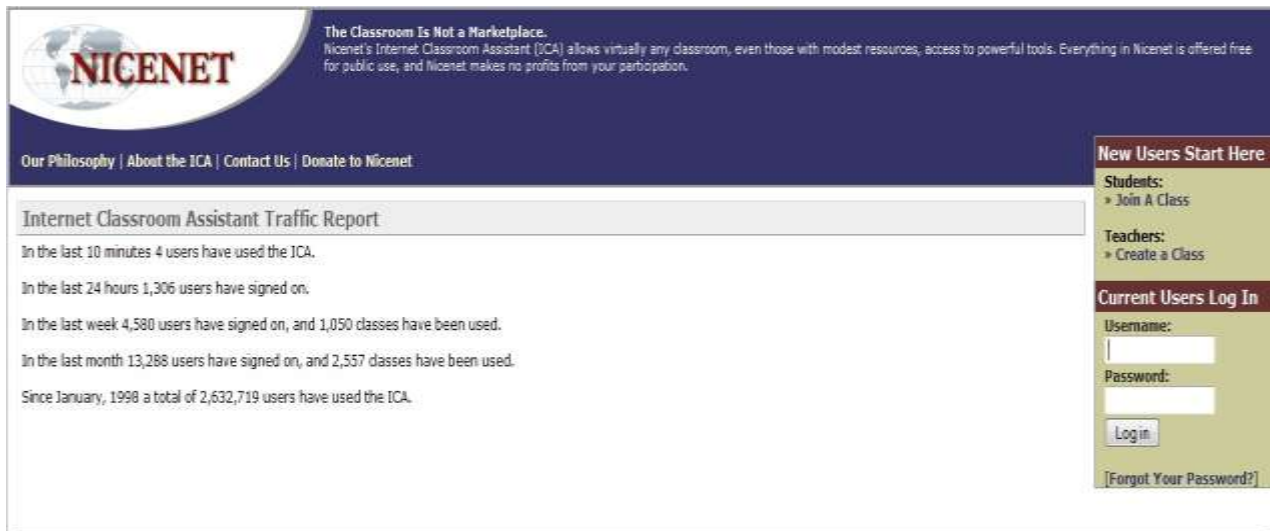 NICENET
The Classroom Is Not a Marketplace.
Nicenet's Internet Classroom Assistant (ICA) allows virtually any classroom, even those with modest resources, access to powerful tools. Everything in Nicenet is offered free
for public use, and Nicenet makes no profits from your participation.
Our Philosophy | About the ICA | Contact Us | Donate to Nicenet
Internet Classroom Assistant Traffic Report
In the last 10 minutes 4 users have used the ICA.
In the last 24 hours 1,306 users have signed on.
In the last week 4,580 users have signed on, and 1,050 classes have been used.
In the last month 13,288 users have signed on, and 2,557 classes have been used.
Since January, 1998 a total of 2,632,719 users have used the ICA.
New Users Start Here
Students:
» Join A Class
Teachers:
» Create a Class
Current Users Log In
Username:
Password:
Log in
[Forgot Your Password?]